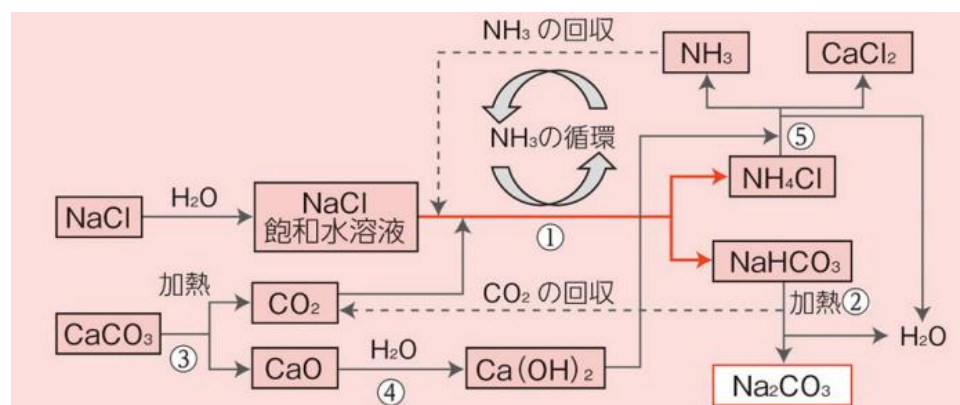 NH₃ の回収
NH₃
CaCl₂
NH₃の循環
⑤
NH₄Cl
NaCl
H₂O
NaCl
飽和水溶液
①
NaHCO₃
加熱
CO₂
CO₂ の回収
加熱②
CaCO₃
③
H₂O
CaO
H₂O
④
Ca(OH)₂
Na₂CO₃